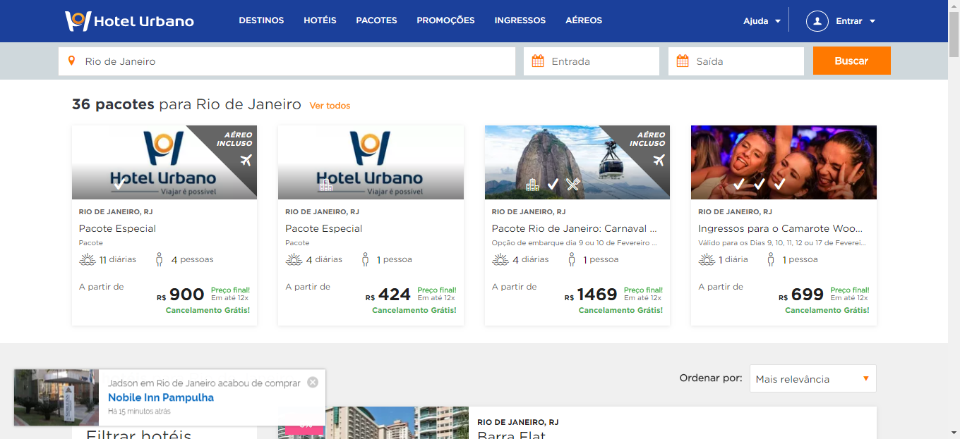 Hotel Urbano
DESTINOS HOTÉIS PACOTES PROMOÇÕES INGRESSOS AÉREOS
Ajuda Entrar
Rio de Janeiro Entrada Saída Buscar
36 pacotes para Rio de Janeiro Ver todos
AÉREO
INCLUSO
Hotel Urbano
Viajar é possível
RIO DE JANEIRO, RJ
Pacote Especial
Pacote
11 diárias 4 pessoas
A partir de
R$ 900 Preço final!
Em até 12x
Cancelamento Grátis!
Hotel Urbano
Viajar é possível
RIO DE JANEIRO, RJ
Pacote Especial
Pacote
4 diárias 1 pessoa
A partir de
R$ 424 Preço final!
Em até 12x
Cancelamento Grátis!
AÉREO
INCLUSO
RIO DE JANEIRO, RJ
Pacote Rio de Janeiro: Carnaval ...
Opção de embarque dia 9 ou 10 de Fevereiro ...
4 diárias 1 pessoa
A partir de
R$ 1469 Preço final!
Em até 12x
Cancelamento Grátis!
RIO DE JANEIRO, RJ
Ingressos para o Camarote Woo...
Válido para os Dias 9, 10, 11, 12 ou 17 de Fevereir...
1 diária 1 pessoa
A partir de
R$ 699 Preço final!
Em até 12x
Cancelamento Grátis!
Ordenar por: Mais relevância
Jadson em Rio de Janeiro acabou de comprar
Nobile Inn Pampulha
Há 15 minutos atrás
Filtrar hotéis
RIO DE JANEIRO, RJ
Barra Flat